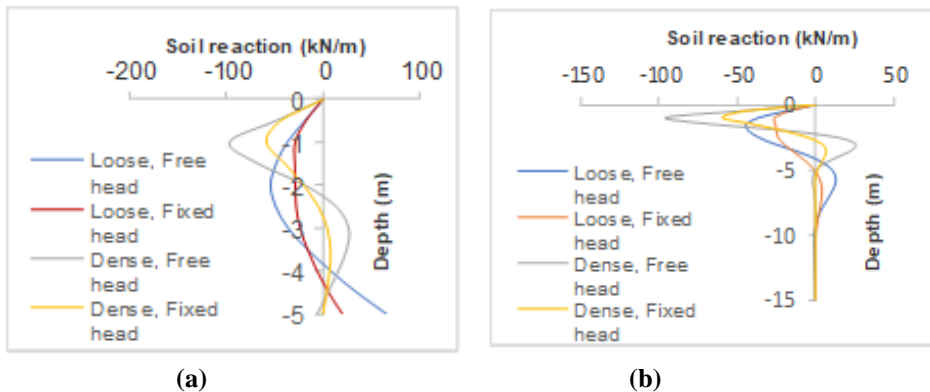 Soil reaction (kN/m)
-200 -100 0 100
0
-1
-2
-3
-4
-5
Depth (m)
Loose, Free
head
Loose, Fixed
head
Dense, Free
head
Dense, Fixed
head
(a)
Soil reaction (kN/m)
-150 -100 -50 0 50
0
-5
-10
-15
Depth (m)
Loose, Free
head
Loose, Fixed
head
Dense, Free
head
Dense, Fixed
head
(b)